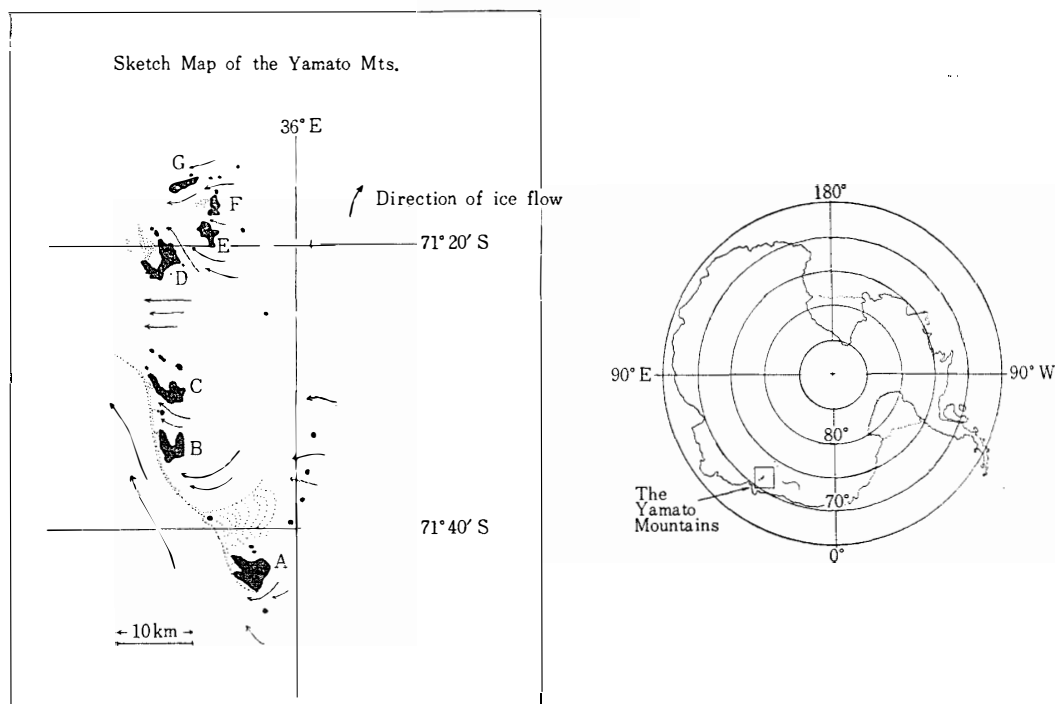 Sketch Map of the Yamato Mts.
36° E
G
F
Direction of ice flow
E
71° 20′ S
D
C
B
71° 40′ S
A
← 10 km →
180°
90° E
90° W
80°
70°
The
Yamato
Mountains
0°